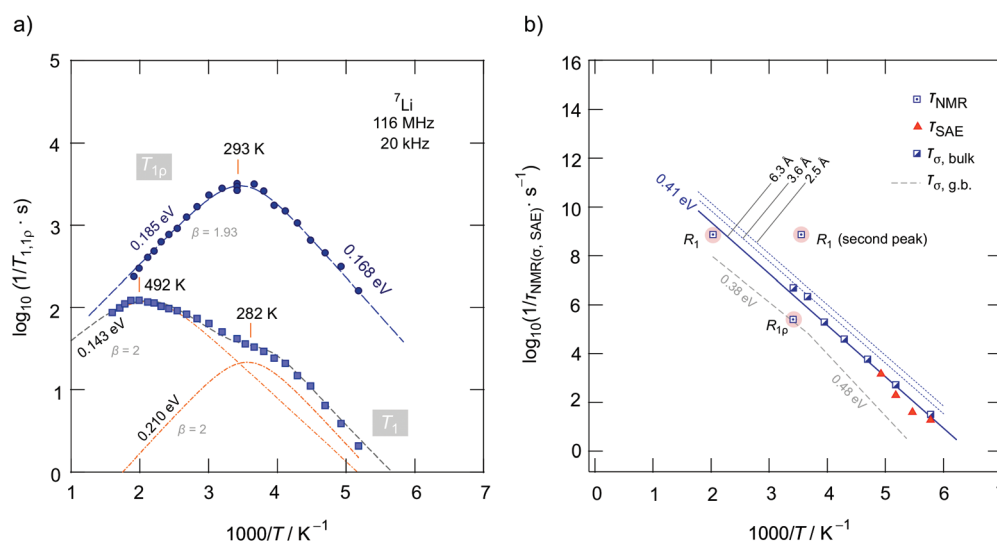 a)
5
4
3
2
1
0
1
2
3
4
5
6
7
log10 (1/T1,1ρ · s)
1000/T / K⁻¹
⁷Li
116 MHz
20 kHz
T1ρ
293 K
0.185 eV
β = 1.93
0.168 eV
492 K
282 K
0.143 eV
β = 2
0.210 eV
β = 2
T1
b)
16
14
12
10
8
6
4
2
0
0
1
2
3
4
5
6
7
log10(1/τNMR(σ, SAE) · s⁻¹)
1000/T / K⁻¹
τNMR
τSAE
τσ, bulk
τσ, g.b.
6.3 Å
3.6 Å
2.5 Å
0.41 eV
R1
R1 (second peak)
0.38 eV
R1ρ
0.48 eV